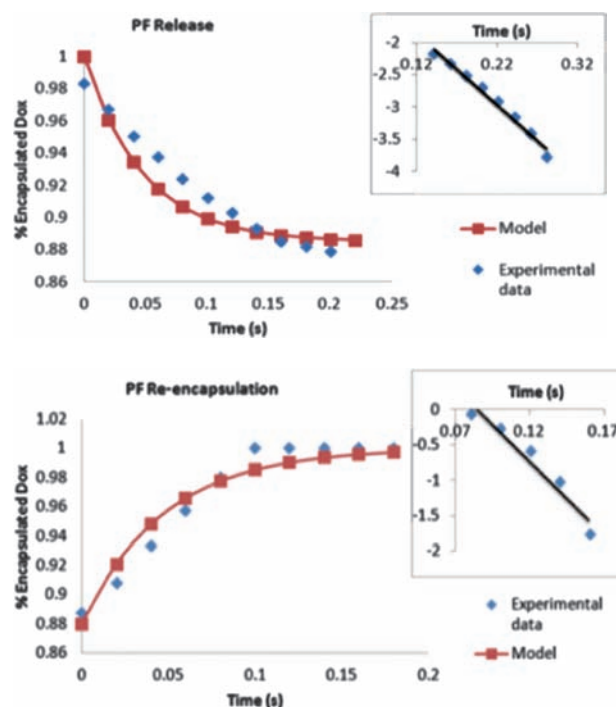 PF Release
% Encapsulated Dox
1
0.98
0.96
0.94
0.92
0.9
0.88
0.86
0 0.05 0.1 0.15 0.2 0.25
Time (s)
Time (s)
0.12 0.22 0.32
-2
-2.5
-3
-3.5
-4
Model
Experimental
data
PF Re-encapsulation
% Encapsulated Dox
1.02
1
0.98
0.96
0.94
0.92
0.9
0.88
0.86
0 0.05 0.1 0.15 0.2
Time (s)
Time (s)
0
0.07 0.12 0.17
-0.5
-1
-1.5
-2
Experimental
data
Model